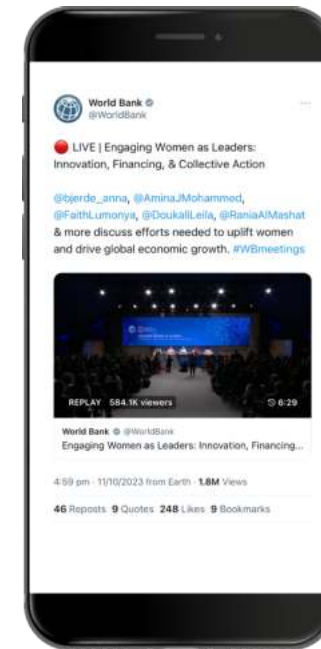 World Bank
@WorldBank
🔴 LIVE | Engaging Women as Leaders:
Innovation, Financing, & Collective Action
@bjerde_anna, @AminaJMohammed,
@FaithLumonya, @DoukaliLeila, @RaniaAlMashat
& more discuss efforts needed to uplift women
and drive global economic growth. #WBmeetings
REPLAY 584.1K viewers
6:29
World Bank @WorldBank
Engaging Women as Leaders: Innovation, Financing...
4:59 pm · 11/10/2023 from Earth · 1.8M Views
46 Reposts 9 Quotes 248 Likes 9 Bookmarks